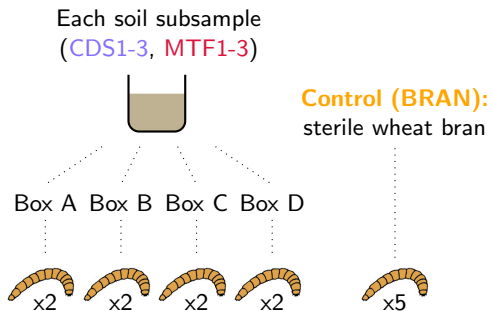 Each soil subsample
(CDS1-3, MTF1-3)
Control (BRAN):
sterile wheat bran
Box A Box B Box C Box D
x2 x2 x2 x2 x5